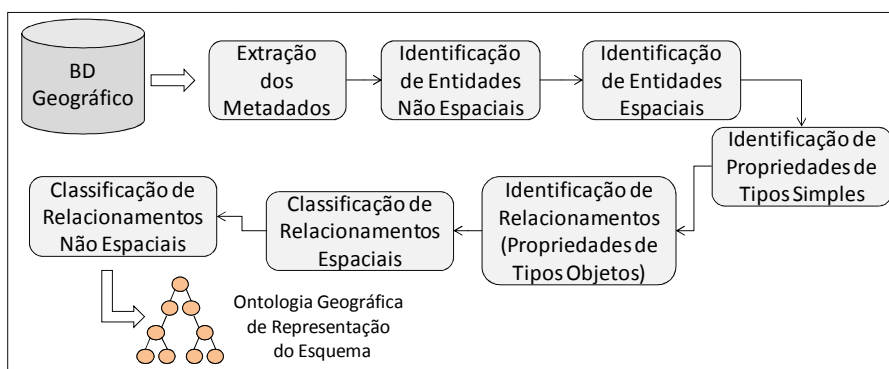 BD
Geográfico
Extração
dos
Metadados
Identificação
de Entidades
Não Espaciais
Identificação
de Entidades
Espaciais
Identificação de
Propriedades de
Tipos Simples
Identificação de
Relacionamentos
(Propriedades de
Tipos Objetos)
Classificação de
Relacionamentos
Espaciais
Classificação de
Relacionamentos
Não Espaciais
Ontologia Geográfica
de Representação
do Esquema